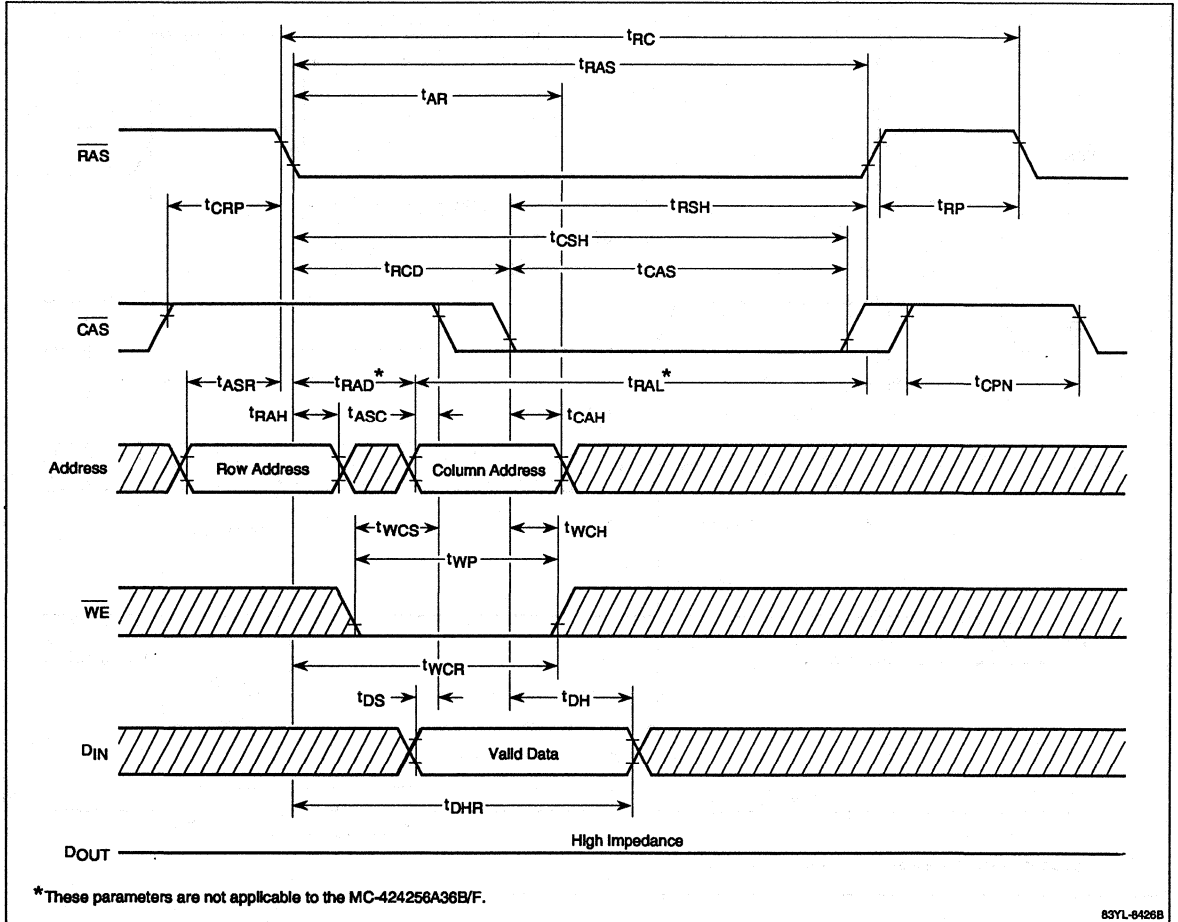 tRC
tRAS
tAR
RAS
tCRP
tRSH
tRP
tCSH
tRCD
tCAS
CAS
tASR
tRAD*
tRAL*
tCPN
tRAH
tASC
tCAH
Address
Row Address
Column Address
tWCS
tWCH
tWP
WE
tWCR
tDS
tDH
DIN
Valid Data
tDHR
High Impedance
DOUT
*These parameters are not applicable to the MC-424256A36B/F.
83YL-6426B